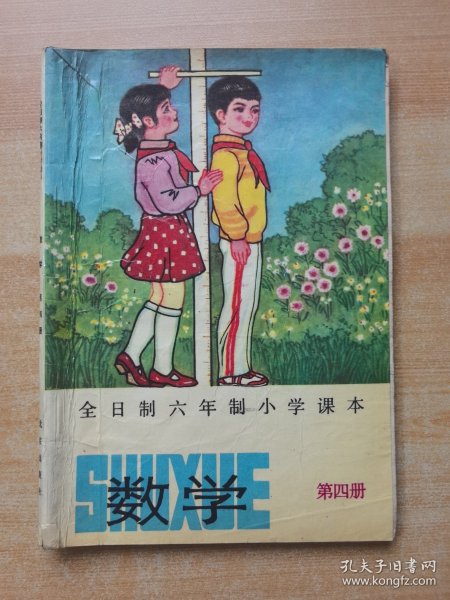 全日制六年制小学课本
SHUXUE
数学
第四册
孔夫子旧书网
www.kongfz.com